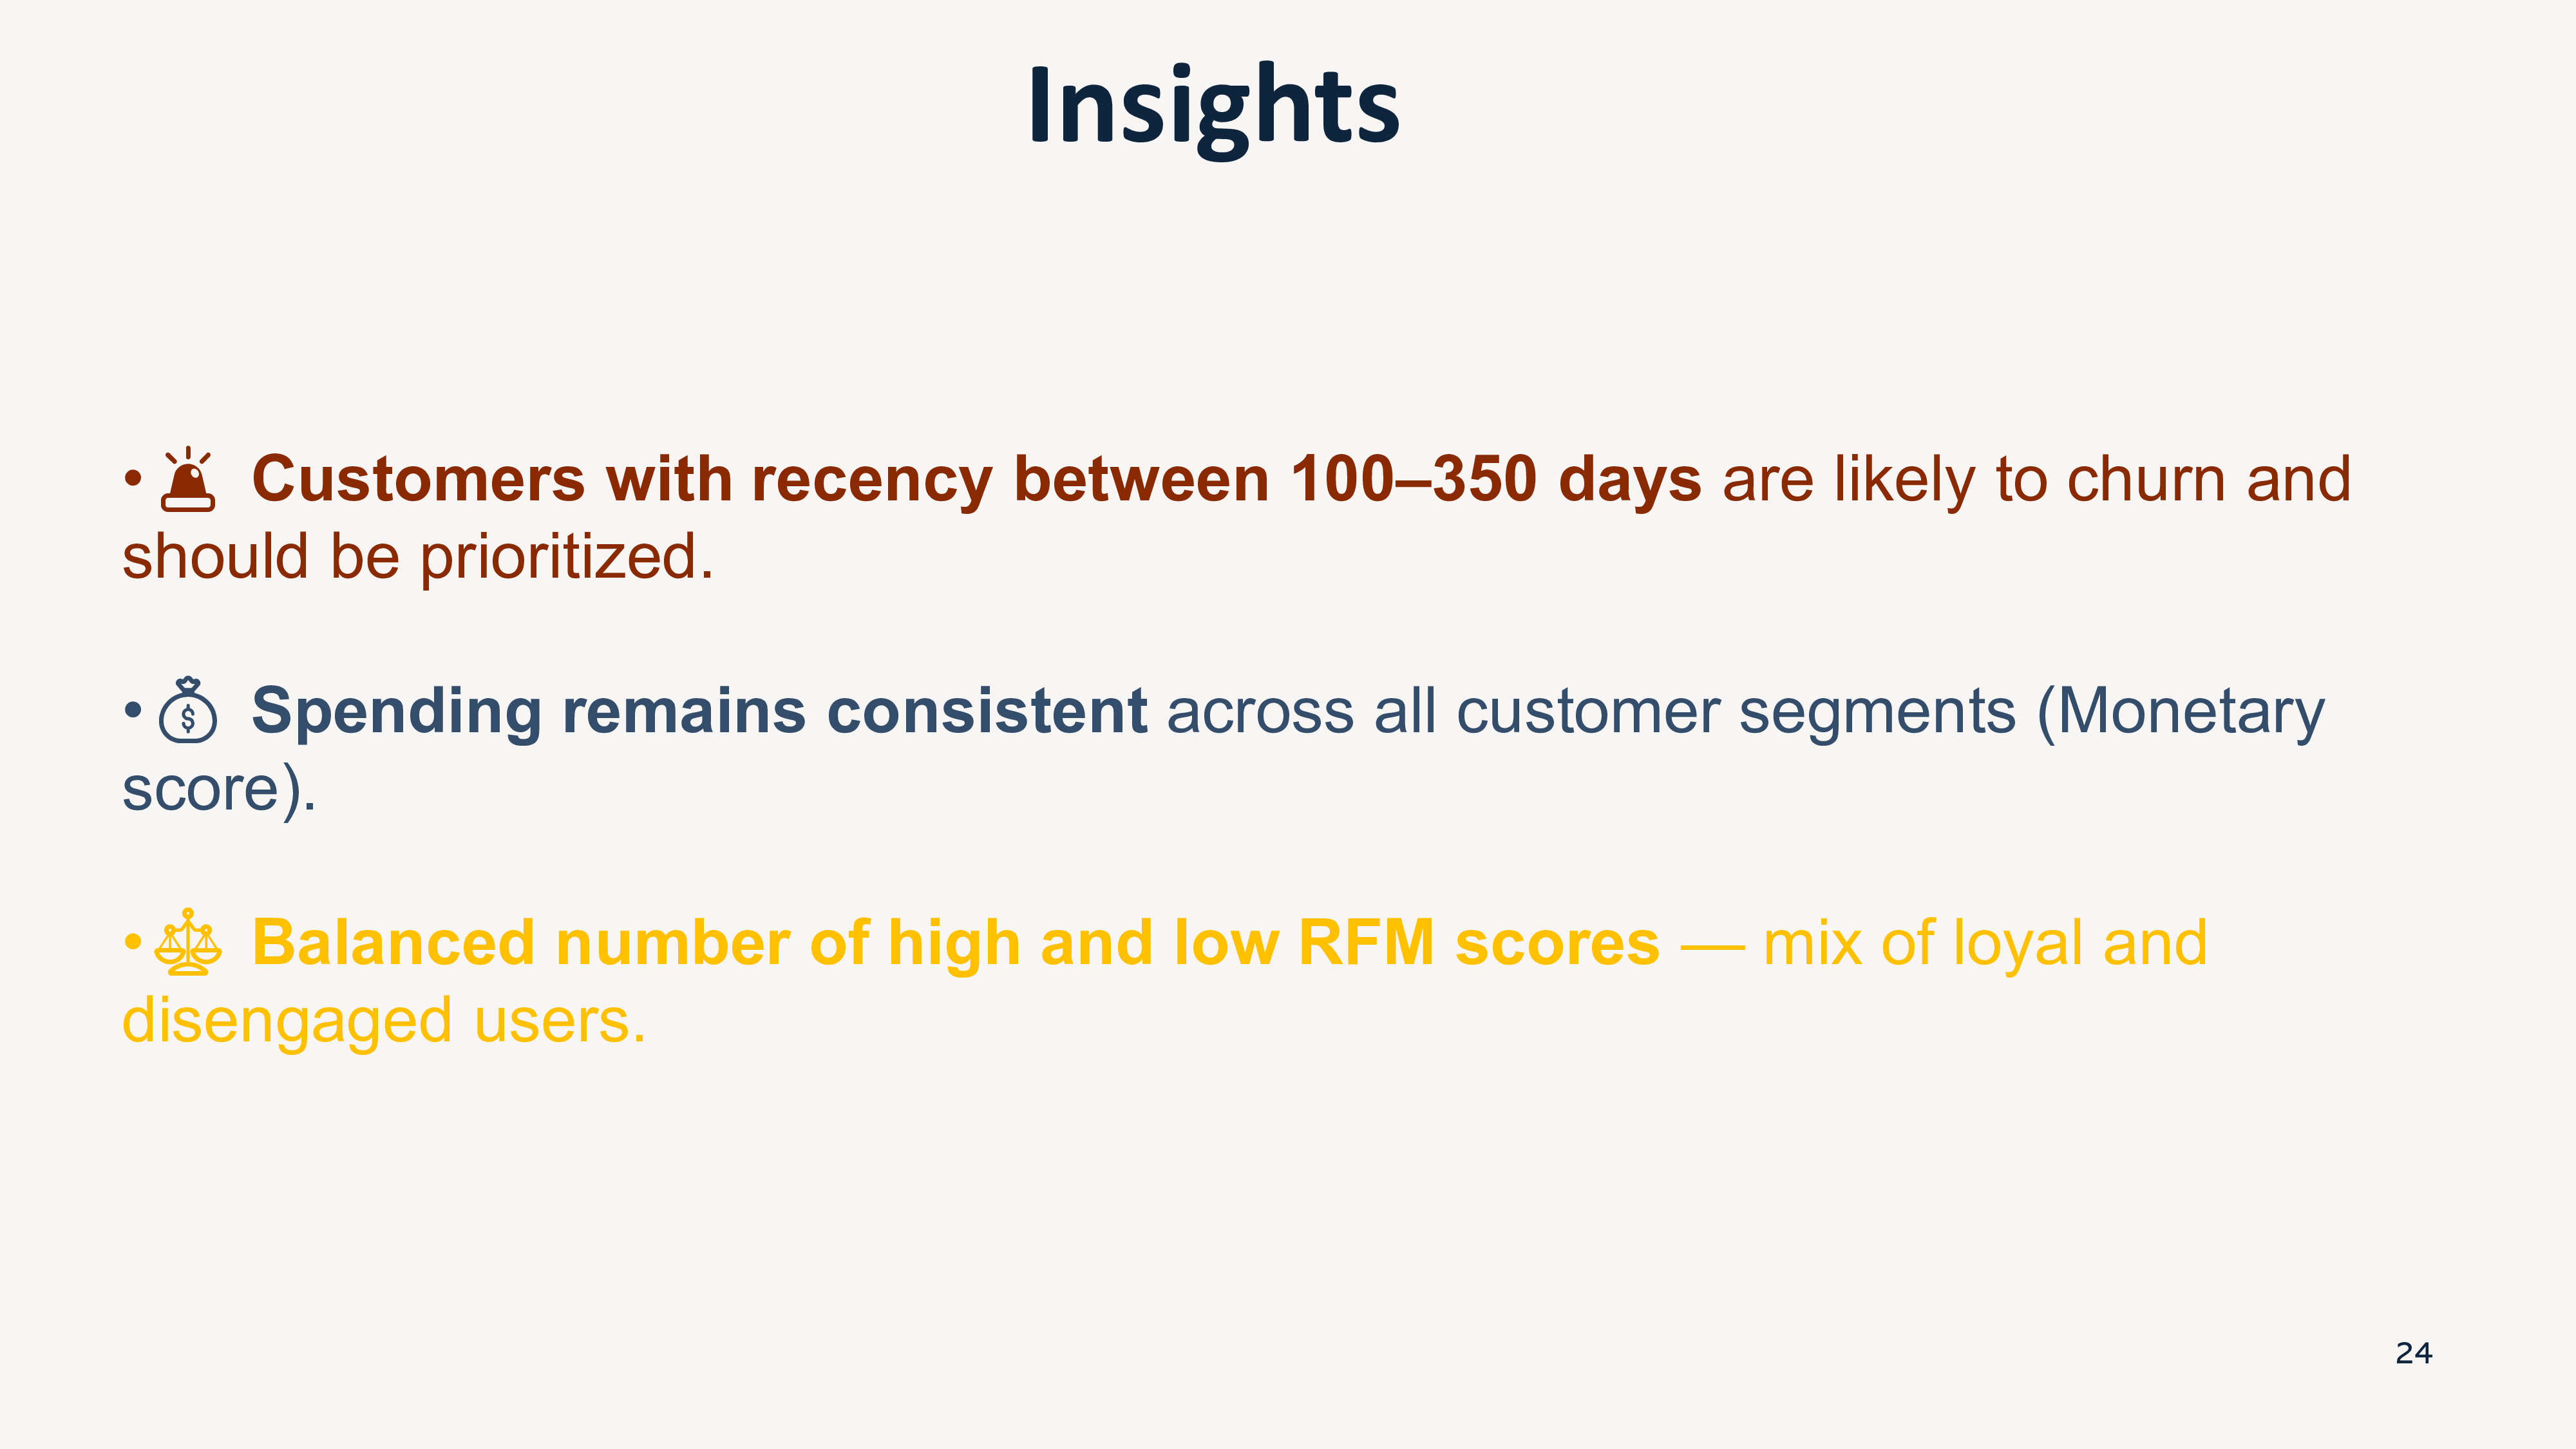 Insights
• Customers with recency between 100–350 days are likely to churn and
should be prioritized.
• $ Spending remains consistent across all customer segments (Monetary
score).
• Balanced number of high and low RFM scores — mix of loyal and
disengaged users.
24